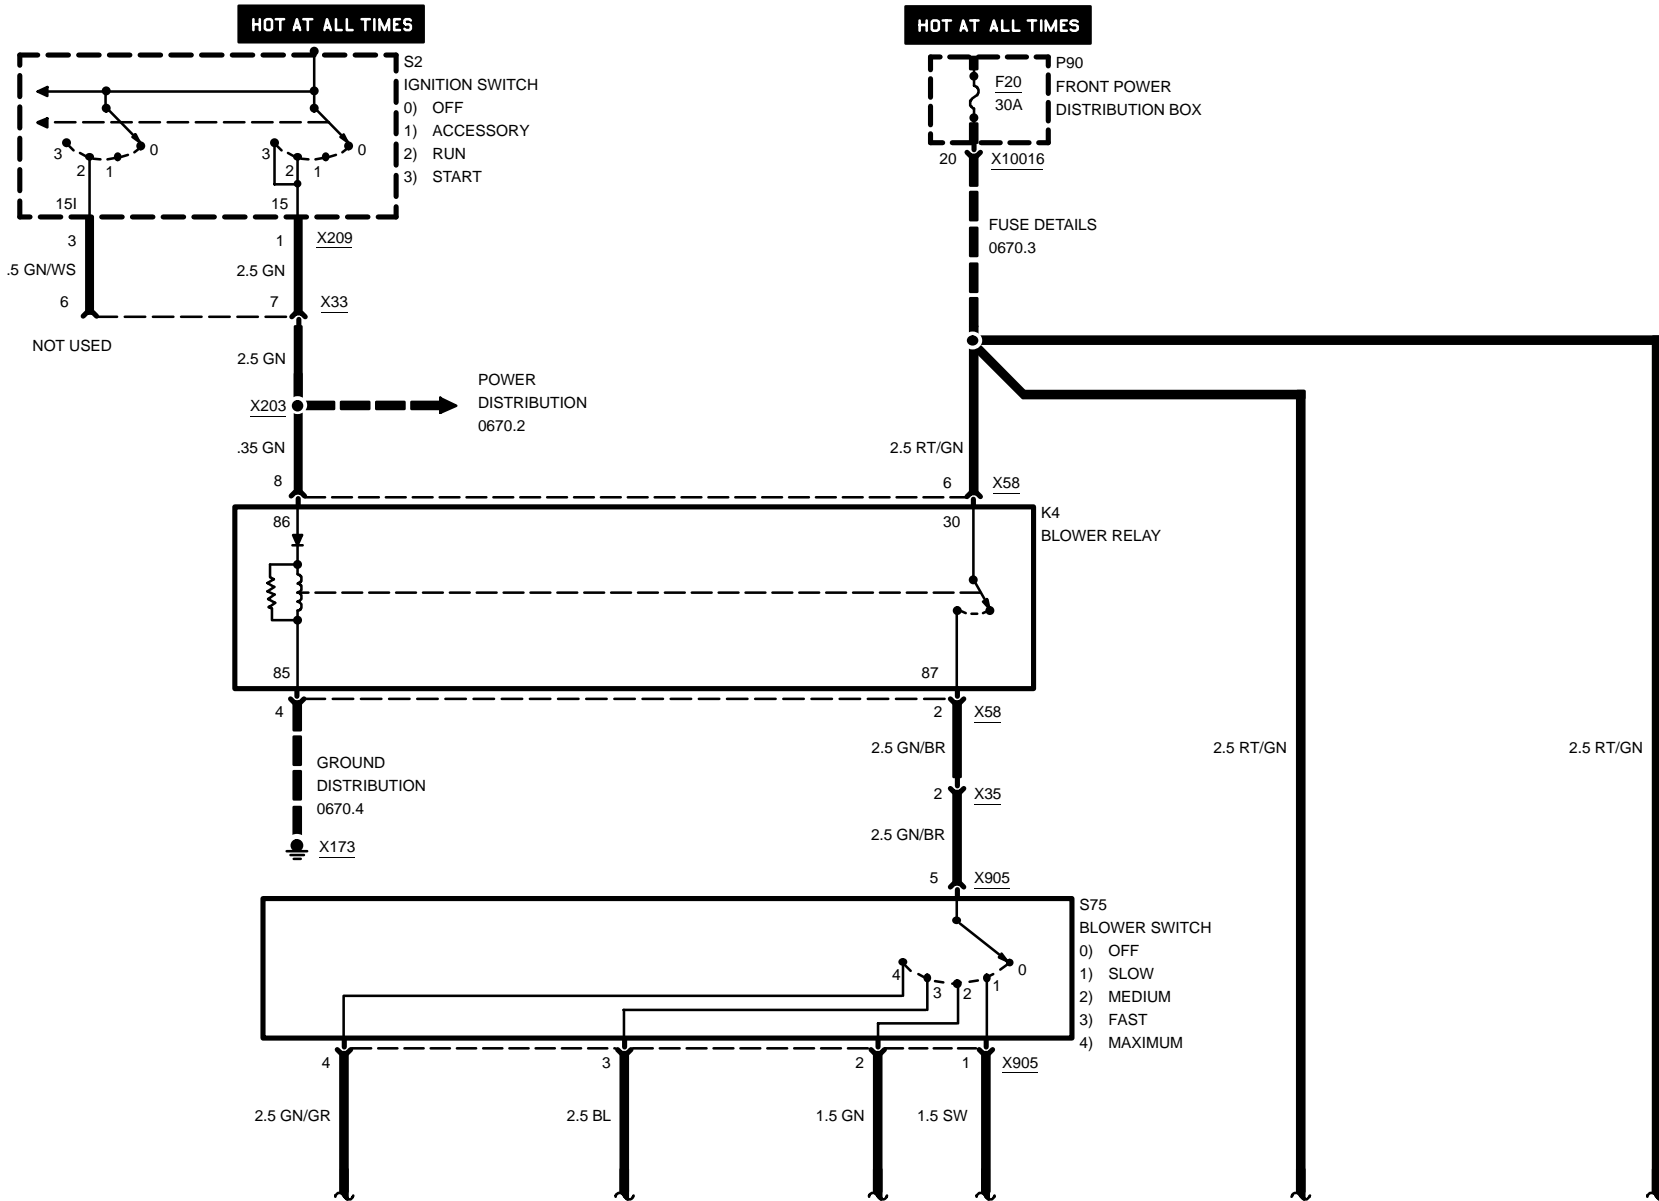 HOT AT ALL TIMES
HOT AT ALL TIMES
S2
IGNITION SWITCH
0) OFF
1) ACCESSORY
2) RUN
3) START
3
2
1
0
3
2
1
0
15I
15
P90
FRONT POWER
DISTRIBUTION BOX
F20
30A
20
X10016
3
1
X209
.5 GN/WS
2.5 GN
6
7
X33
NOT USED
FUSE DETAILS
0670.3
2.5 GN
X203
POWER
DISTRIBUTION
0670.2
.35 GN
2.5 RT/GN
8
6
X58
86
30
K4
BLOWER RELAY
85
87
4
2
X58
GROUND
DISTRIBUTION
0670.4
X173
2.5 GN/BR
2.5 RT/GN
2.5 RT/GN
2
X35
2.5 GN/BR
5
X905
S75
BLOWER SWITCH
0) OFF
1) SLOW
2) MEDIUM
3) FAST
4) MAXIMUM
4
3
2
1
0
4
3
2
1
X905
2.5 GN/GR
2.5 BL
1.5 GN
1.5 SW